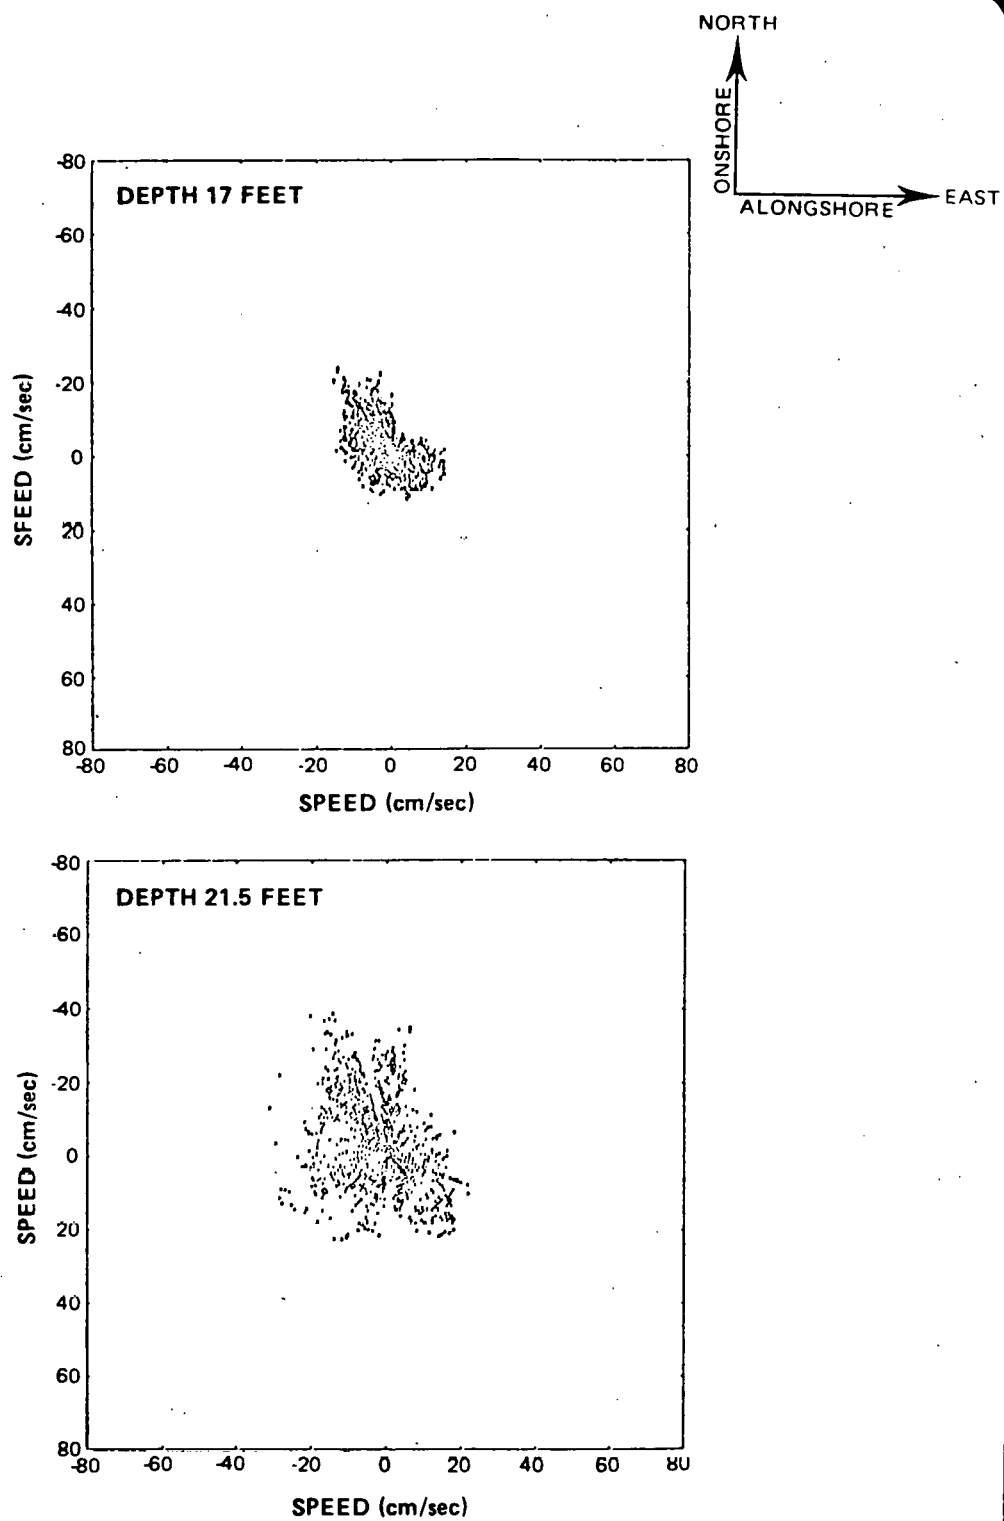 NORTH
ONSHORE
ALONGSHORE
EAST
DEPTH 17 FEET
-80
-60
-40
-20
0
20
40
60
80
SFEED (cm/sec)
-80 -60 -40 -20 0 20 40 60 80
SPEED (cm/sec)
DEPTH 21.5 FEET
-80
-60
-40
-20
0
20
40
60
80
SPEED (cm/sec)
-80 -60 -40 -20 0 20 40 60 80
SPEED (cm/sec)